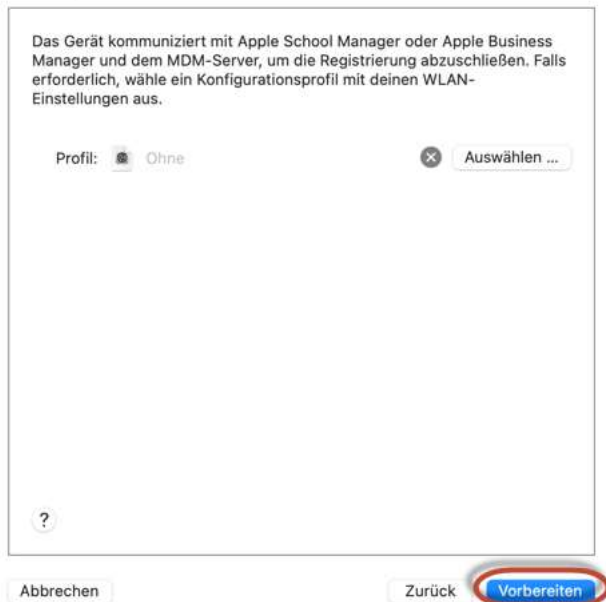 Das Gerät kommuniziert mit Apple School Manager oder Apple Business
Manager und dem MDM-Server, um die Registrierung abzuschließen. Falls
erforderlich, wähle ein Konfigurationsprofil mit deinen WLAN-
Einstellungen aus.
Profil: Ohne Auswählen ...
?
Abbrechen Zurück Vorbereiten